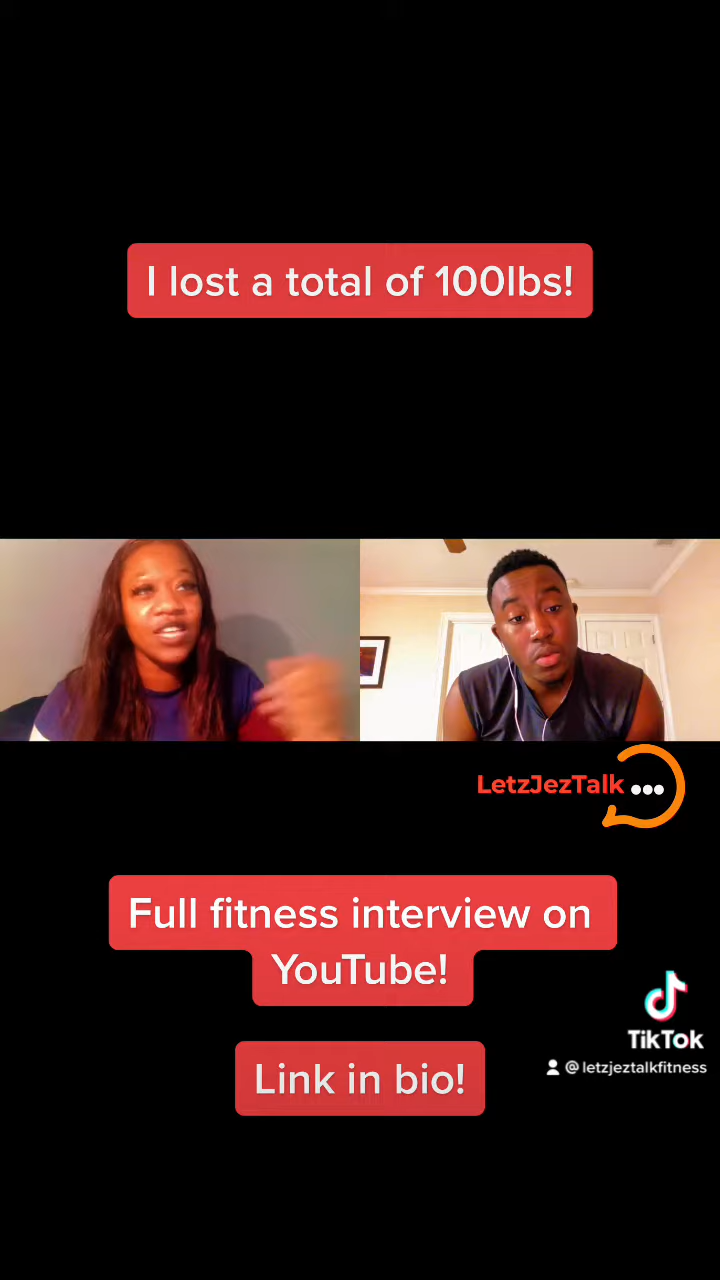 I lost a total of 100lbs!
LetzJezTalk
Full fitness interview on
YouTube!
Link in bio!
TikTok
@letzjeztalkfitness